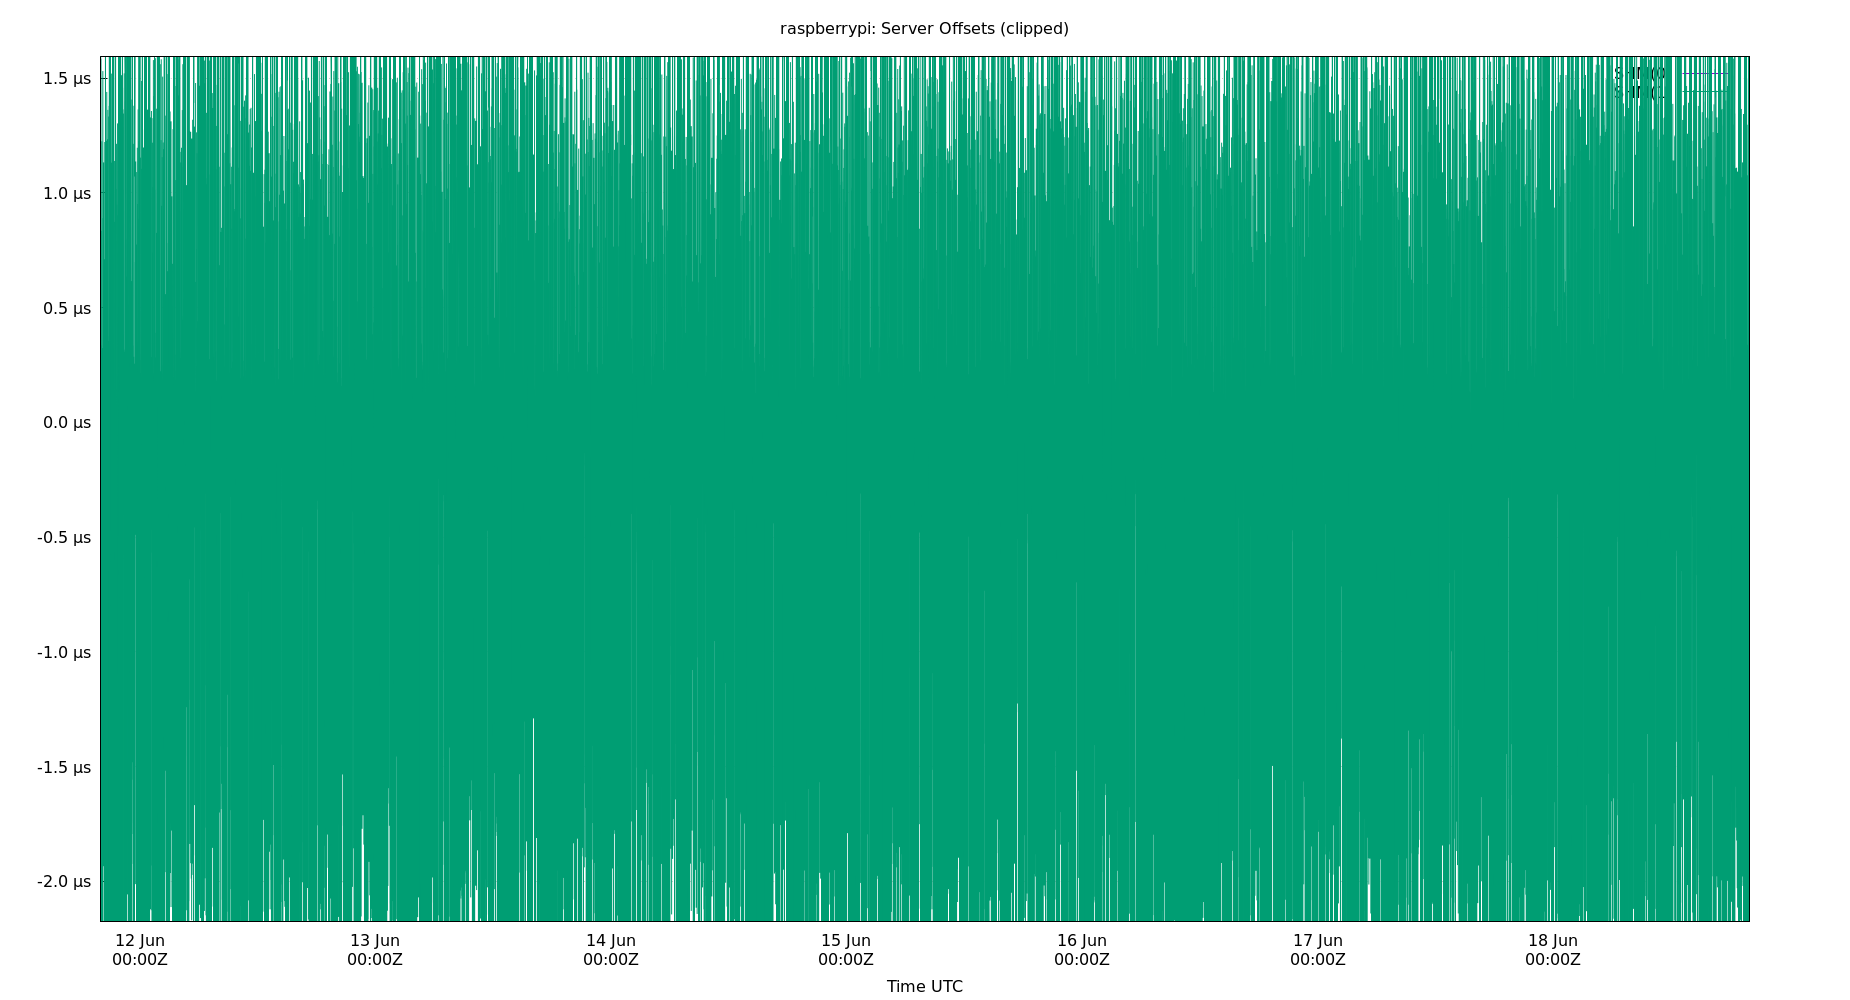 raspberrypi: Server Offsets (clipped)
1.5 µs
1.0 µs
0.5 µs
0.0 µs
-0.5 µs
-1.0 µs
-1.5 µs
-2.0 µs
12 Jun 13 Jun 14 Jun 15 Jun 16 Jun 17 Jun 18 Jun
00:00Z 00:00Z 00:00Z 00:00Z 00:00Z 00:00Z 00:00Z
Time UTC